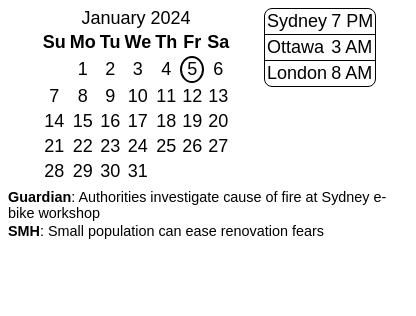 January 2024
Su Mo Tu We Th Fr Sa
1 2 3 4 5 6
7 8 9 10 11 12 13
14 15 16 17 18 19 20
21 22 23 24 25 26 27
28 29 30 31
Sydney 7 PM
Ottawa 3 AM
London 8 AM
Guardian: Authorities investigate cause of fire at Sydney e-
bike workshop
SMH: Small population can ease renovation fears